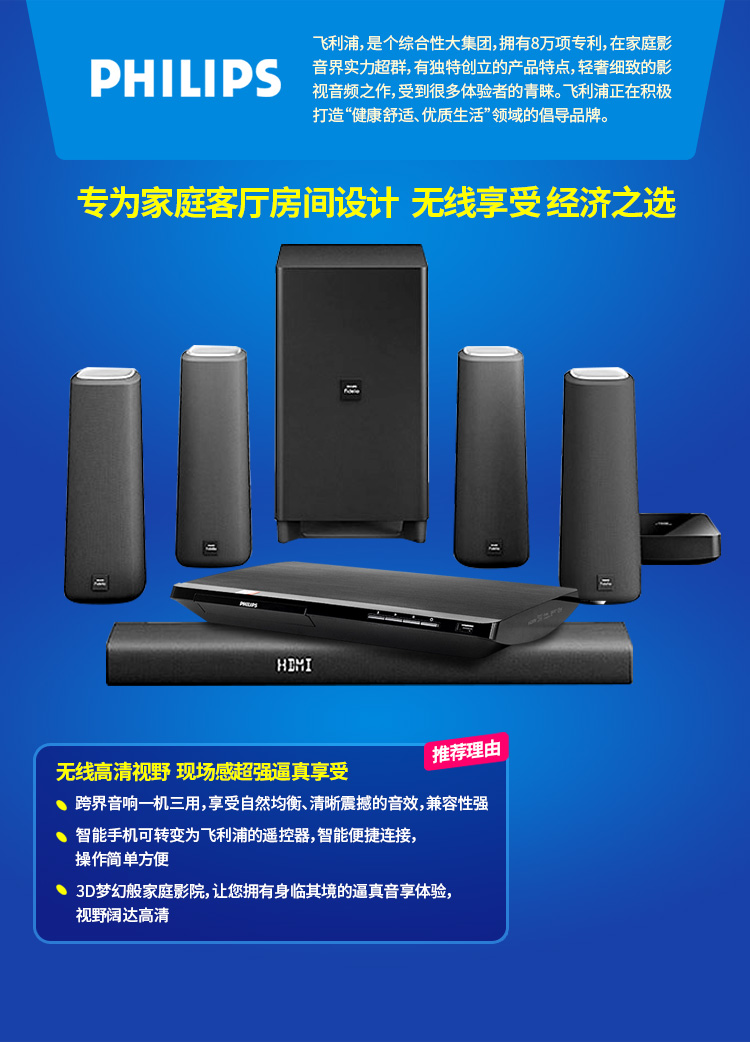 PHILIPS
飞利浦,是个综合性大集团,拥有8万项专利,在家庭影
音界实力超群,有独特创立的产品特点,轻奢细致的影
视音频之作,受到很多体验者的青睐。飞利浦正在积极
打造“健康舒适、优质生活”领域的倡导品牌。
专为家庭客厅房间设计 无线享受 经济之选
Fidelio
Fidelio
Fidelio
Fidelio
Fidelio
PHILIPS
HDMI
推荐理由
无线高清视野 现场感超强逼真享受
跨界音响一机三用,享受自然均衡、清晰震撼的音效,兼容性强
智能手机可转变为飞利浦的遥控器,智能便捷连接,
操作简单方便
3D梦幻般家庭影院,让您拥有身临其境的逼真音享体验,
视野阔达高清